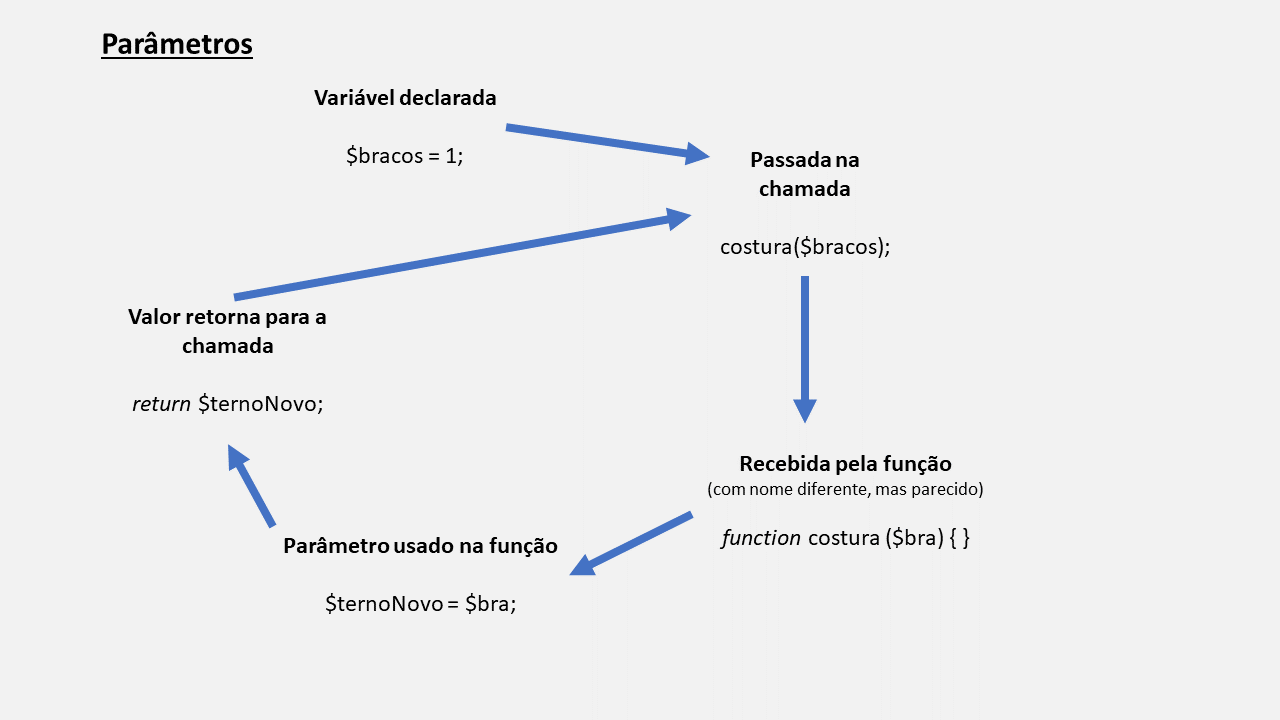 Parâmetros
Variável declarada
$bracos = 1;
Passada na
chamada
costura($bracos);
Valor retorna para a
chamada
return $ternoNovo;
Recebida pela função
(com nome diferente, mas parecido)
function costura ($bra) { }
Parâmetro usado na função
$ternoNovo = $bra;